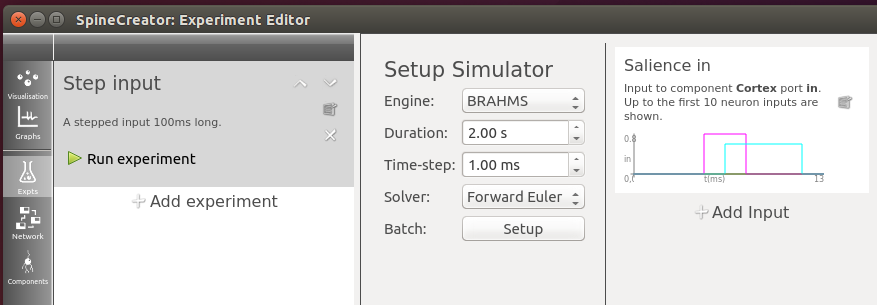 SpineCreator: Experiment Editor
Visualisation
Graphs
Expts
Network
Components
Step input
A stepped input 100ms long.
Run experiment
Add experiment
Setup Simulator
Engine: BRAHMS
Duration: 2.00 s
Time-step: 1.00 ms
Solver: Forward Euler
Batch: Setup
Salience in
Input to component Cortex port in.
Up to the first 10 neuron inputs are
shown.
0.8
in
0,0 t(ms) 13
Add Input